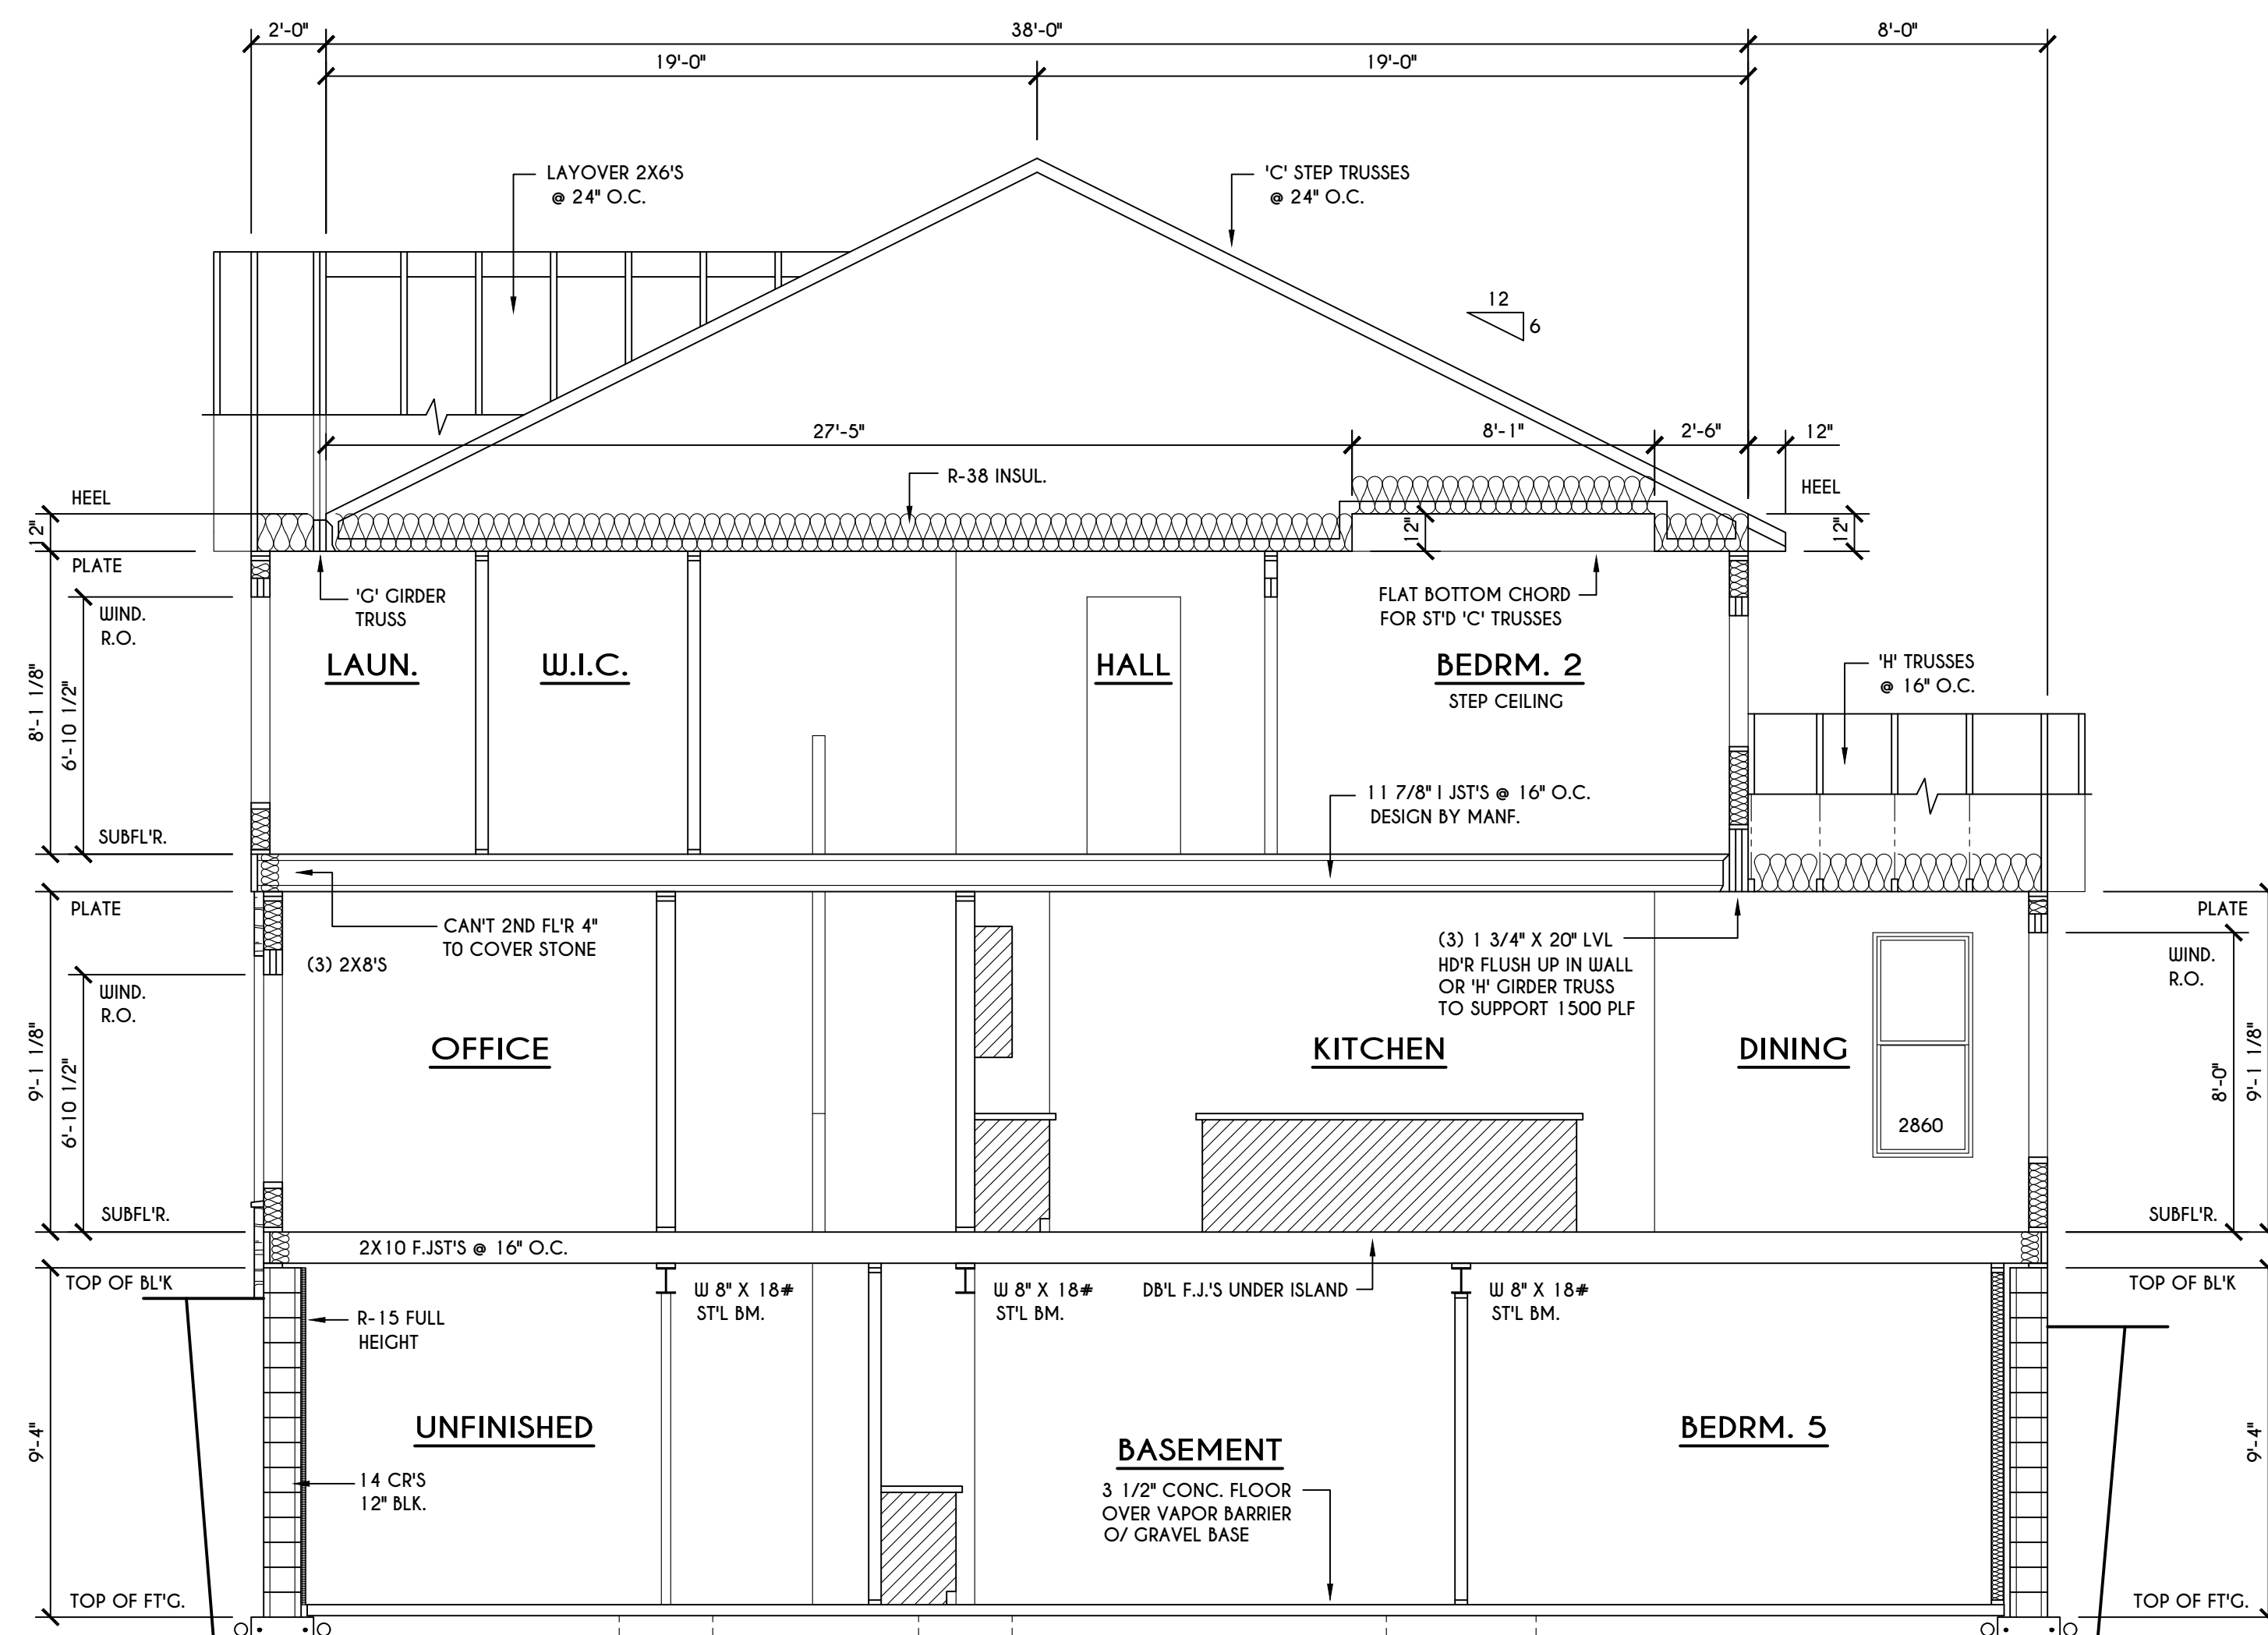 2'-0"
38'-0"
8'-0"
19'-0"
19'-0"
LAYOVER 2X6'S
@ 24" O.C.
'C' STEP TRUSSES
@ 24" O.C.
12
6
27'-5"
8'-1"
2'-6"
12"
R-38 INSUL.
HEEL
HEEL
12"
12"
12"
PLATE
'G' GIRDER
TRUSS
FLAT BOTTOM CHORD
FOR ST'D 'C' TRUSSES
WIND.
R.O.
LAUN.
W.I.C.
HALL
BEDRM. 2
STEP CEILING
'H' TRUSSES
@ 16" O.C.
8'-1 1/8"
6'-10 1/2"
11 7/8" I JST'S @ 16" O.C.
DESIGN BY MANF.
SUBFL'R.
PLATE
CAN'T 2ND FL'R 4"
TO COVER STONE
(3) 2X8'S
(3) 1 3/4" X 20" LVL
HD'R FLUSH UP IN WALL
OR 'H' GIRDER TRUSS
TO SUPPORT 1500 PLF
PLATE
WIND.
R.O.
WIND.
R.O.
OFFICE
KITCHEN
DINING
9'-1 1/8"
6'-10 1/2"
2860
8'-0"
9'-1 1/8"
SUBFL'R.
SUBFL'R.
2X10 F.JST'S @ 16" O.C.
TOP OF BL'K
W 8" X 18#
ST'L BM.
W 8" X 18#
ST'L BM.
DB'L F.J.'S UNDER ISLAND
W 8" X 18#
ST'L BM.
TOP OF BL'K
R-15 FULL
HEIGHT
UNFINISHED
BASEMENT
BEDRM. 5
9'-4"
9'-4"
14 CR'S
12" BLK.
3 1/2" CONC. FLOOR
OVER VAPOR BARRIER
O/ GRAVEL BASE
TOP OF FT'G.
TOP OF FT'G.